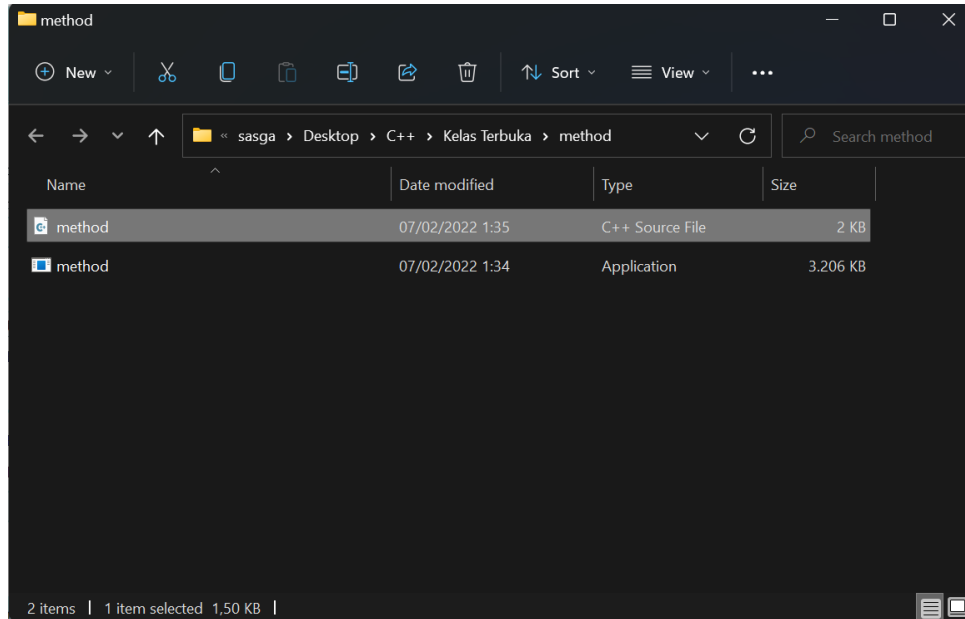 method
New Sort View
« sasga > Desktop > C++ > Kelas Terbuka > method Search method
Name Date modified Type Size
method 07/02/2022 1:35 C++ Source File 2 KB
method 07/02/2022 1:34 Application 3.206 KB
2 items | 1 item selected 1,50 KB |